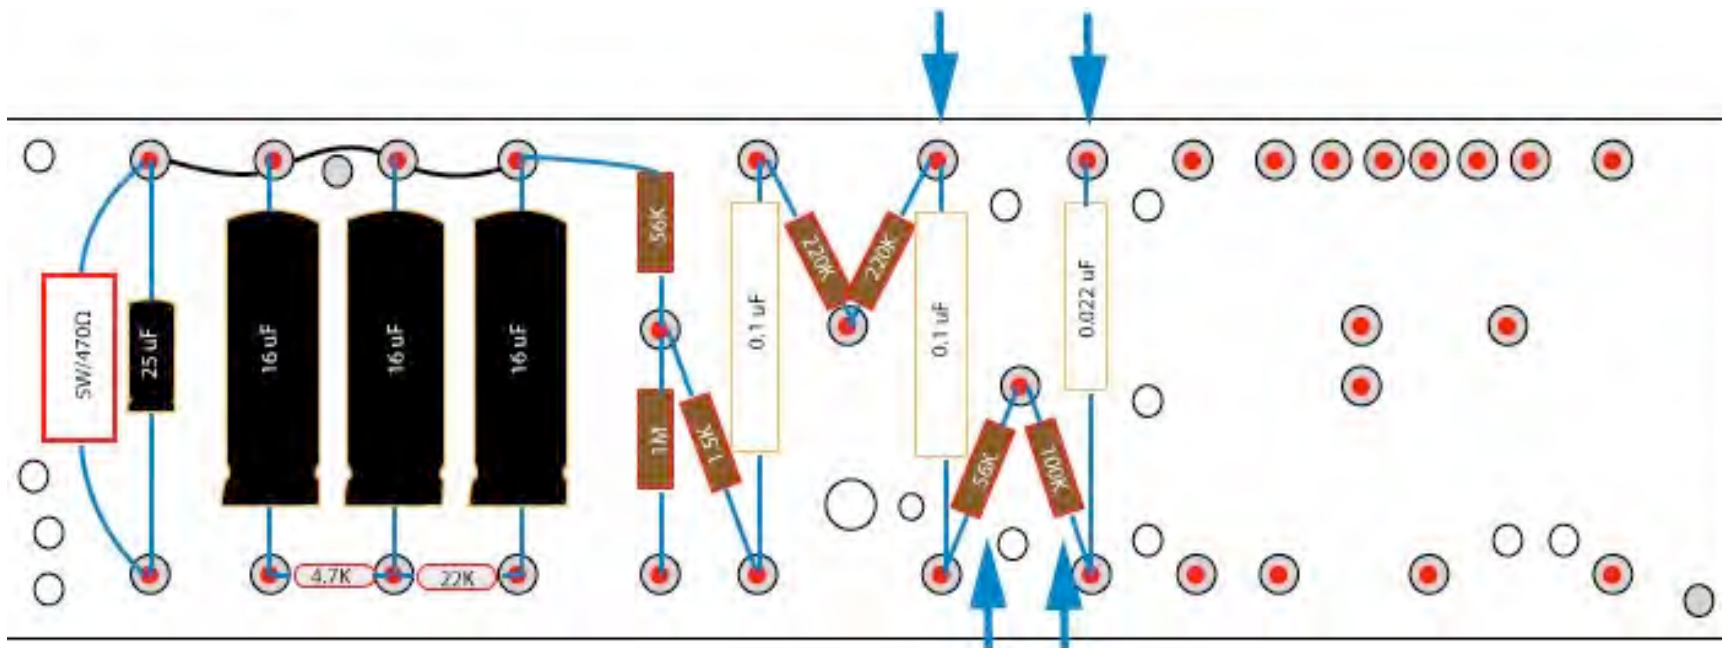 5W/470Ω
25 uF
16 uF
16 uF
16 uF
4.7K
22K
56K
1M
1.5K
0.1 uF
220K
220K
0.1 uF
56K
100K
0.022 uF